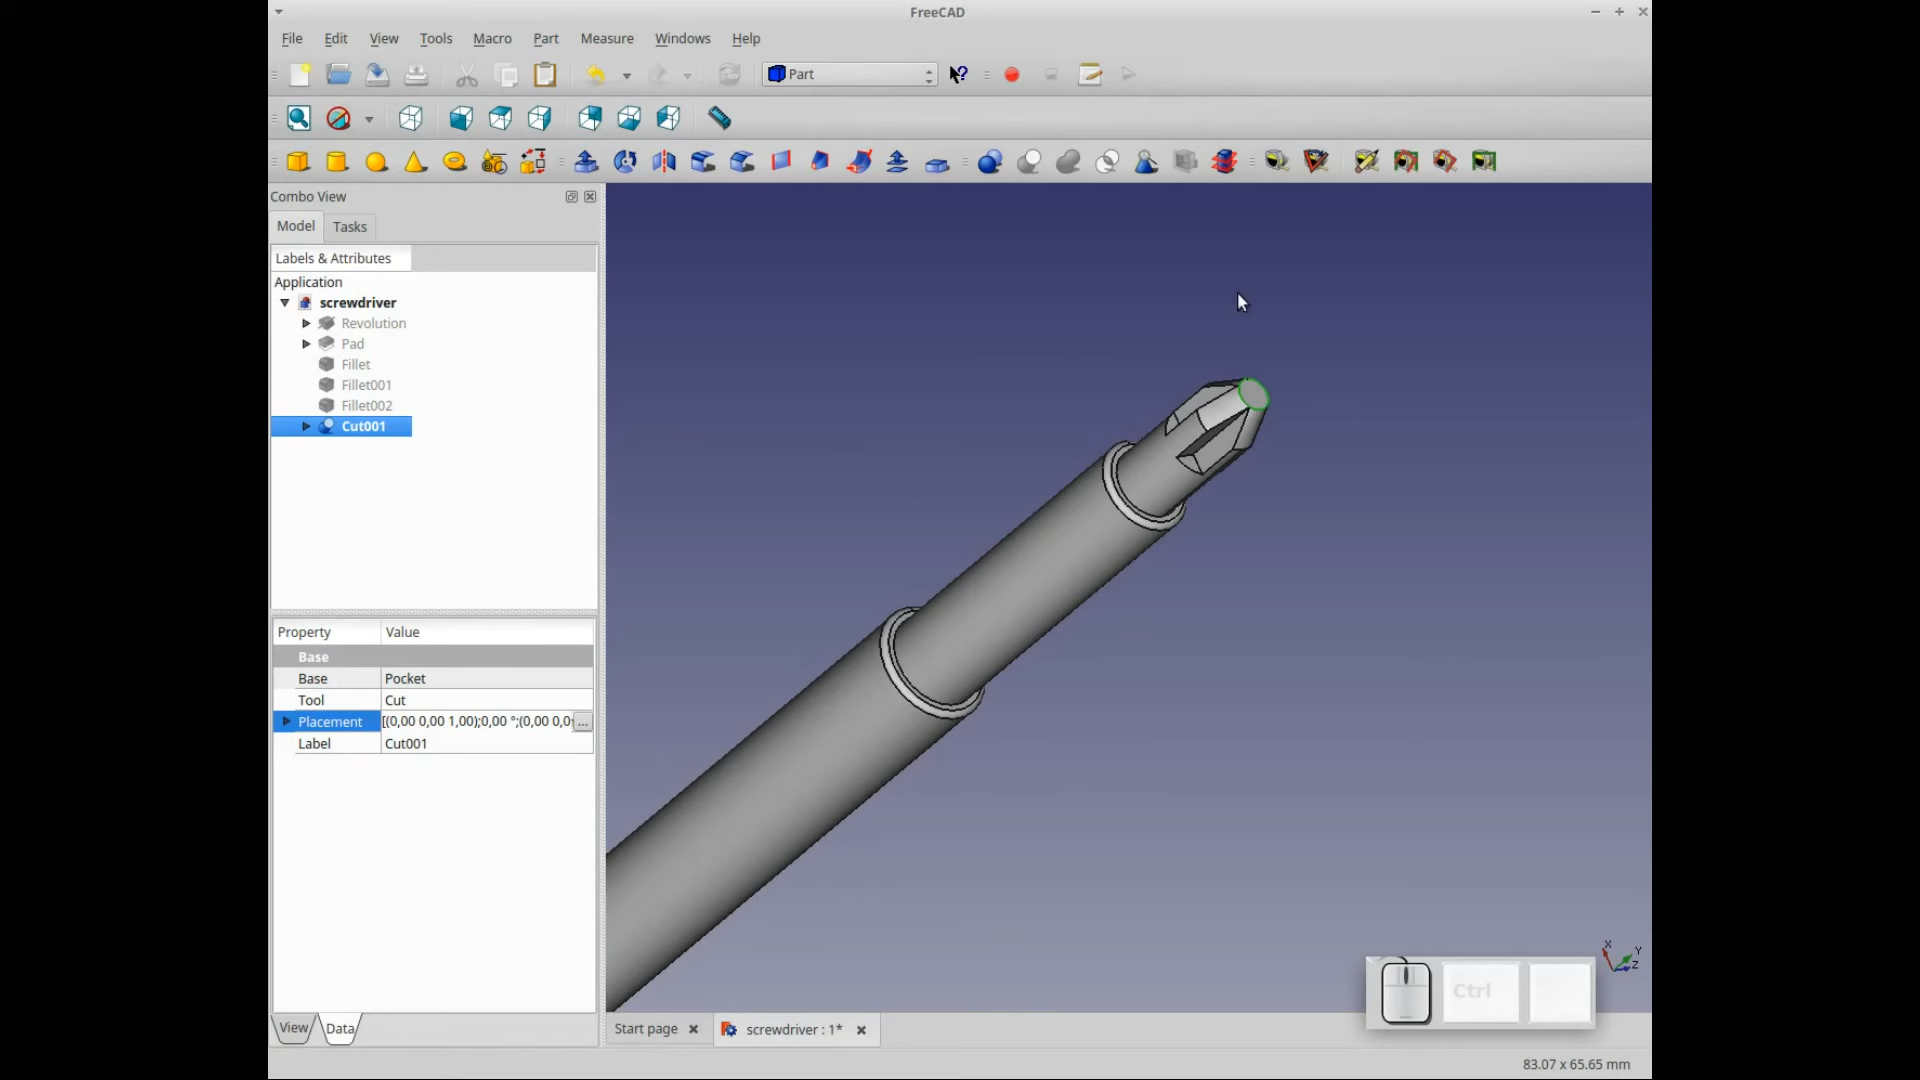 FreeCAD
File Edit View Tools Macro Part Measure Windows Help
Part
Combo View
Model Tasks
Labels & Attributes
Application
screwdriver
Revolution
Pad
Fillet
Fillet001
Fillet002
Cut001
Property Value
Base
Base Pocket
Tool Cut
Placement [(0,00 0,00 1,00);0,00 °;(0,00 0,0 ...
Label Cut001
X Y Z
Ctrl
View Data
Start page screwdriver : 1*
83.07 x 65.65 mm